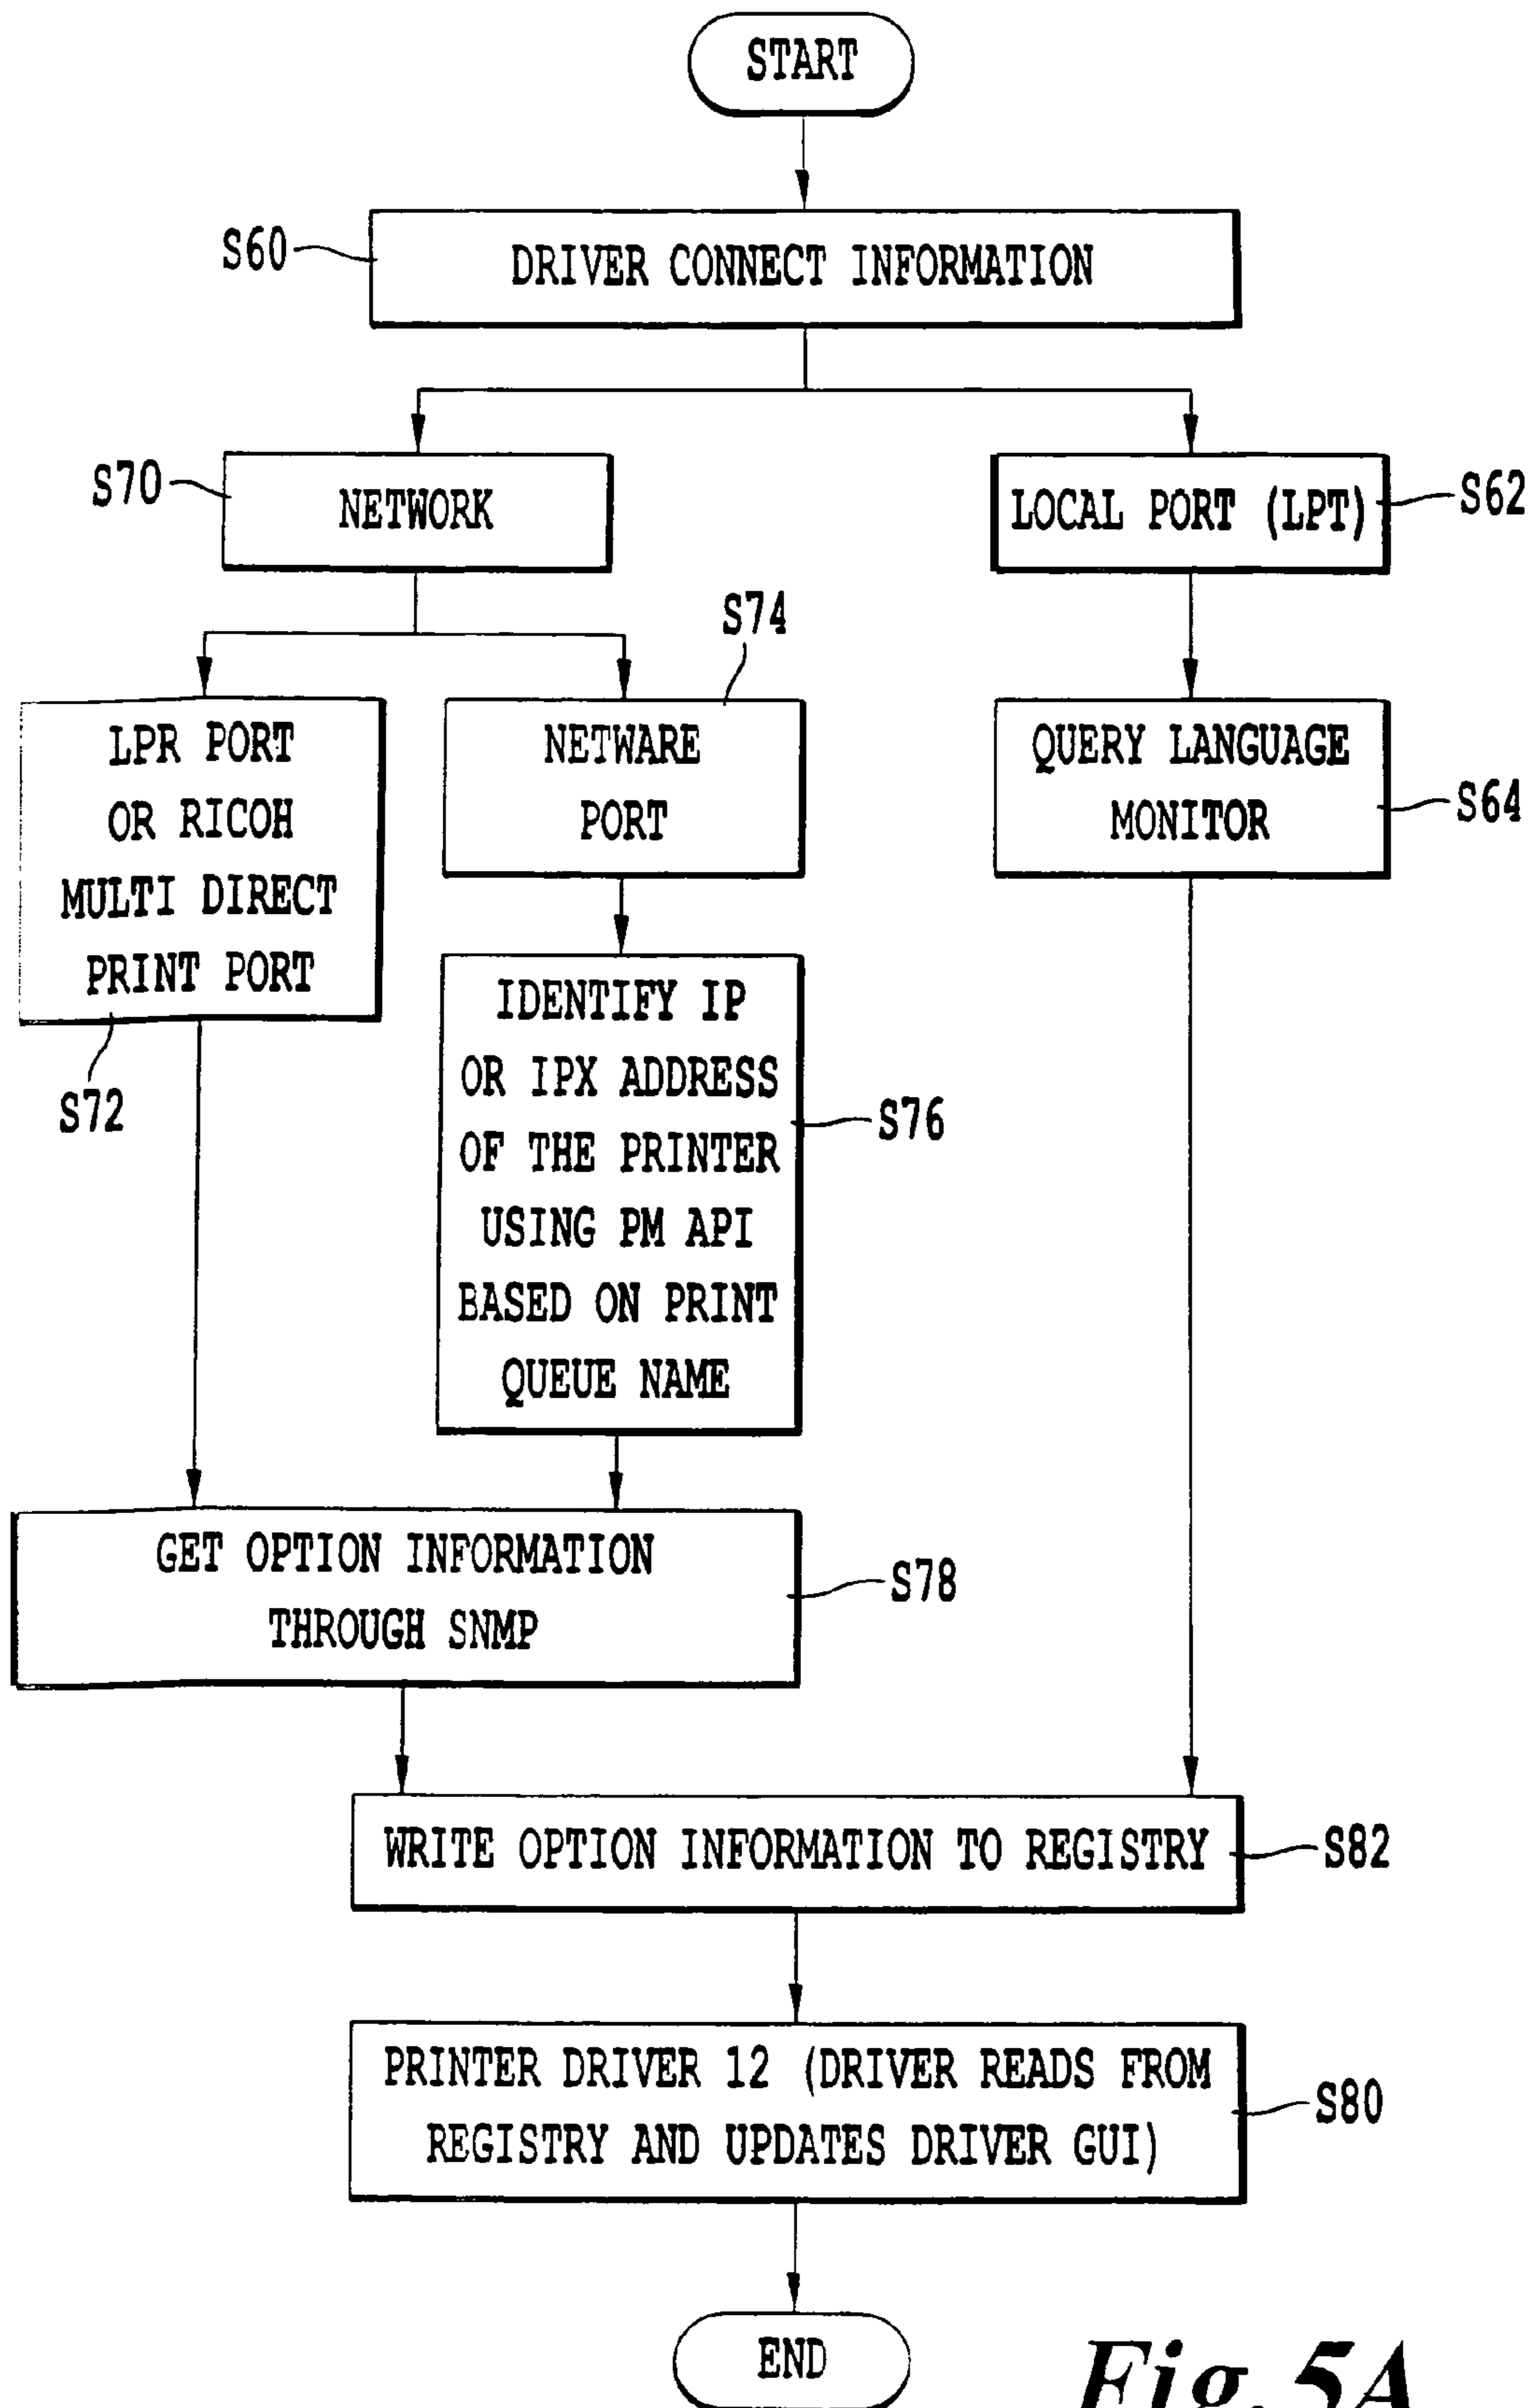 START
S60
DRIVER CONNECT INFORMATION
S70
NETWORK
LOCAL PORT (LPT)
S62
S74
LPR PORT
OR RICOH
MULTI DIRECT
PRINT PORT
S72
NETWARE
PORT
QUERY LANGUAGE
MONITOR
S64
IDENTIFY IP
OR IPX ADDRESS
OF THE PRINTER
USING PM API
BASED ON PRINT
QUEUE NAME
S76
GET OPTION INFORMATION
THROUGH SNMP
S78
WRITE OPTION INFORMATION TO REGISTRY
S82
PRINTER DRIVER 12 (DRIVER READS FROM
REGISTRY AND UPDATES DRIVER GUI)
S80
END
Fig. 5A